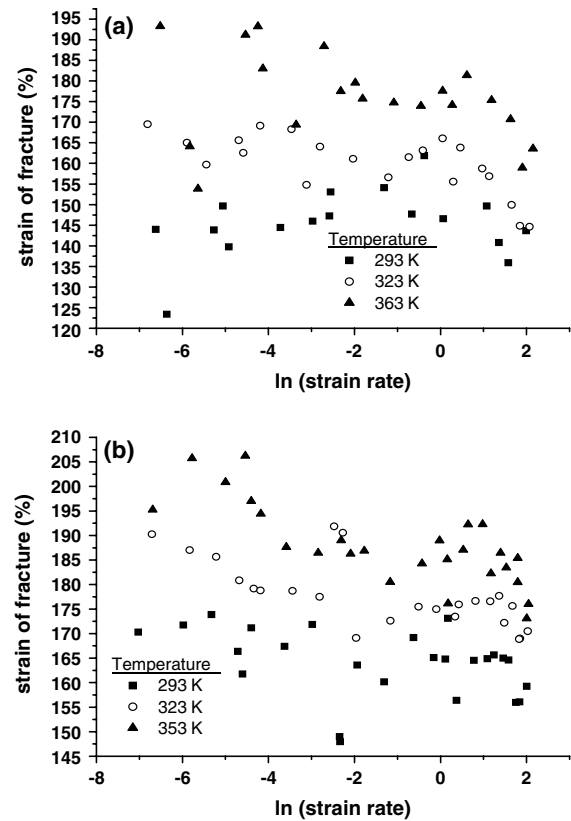 (a)
195
190
185
180
175
170
165
160
155
150
145
140
135
130
125
120
strain of fracture (%)
Temperature
293 K
323 K
363 K
-8 -6 -4 -2 0 2 4
ln (strain rate)
(b)
210
205
200
195
190
185
180
175
170
165
160
155
150
145
strain of fracture (%)
Temperature
293 K
323 K
353 K
-8 -6 -4 -2 0 2 4
ln (strain rate)